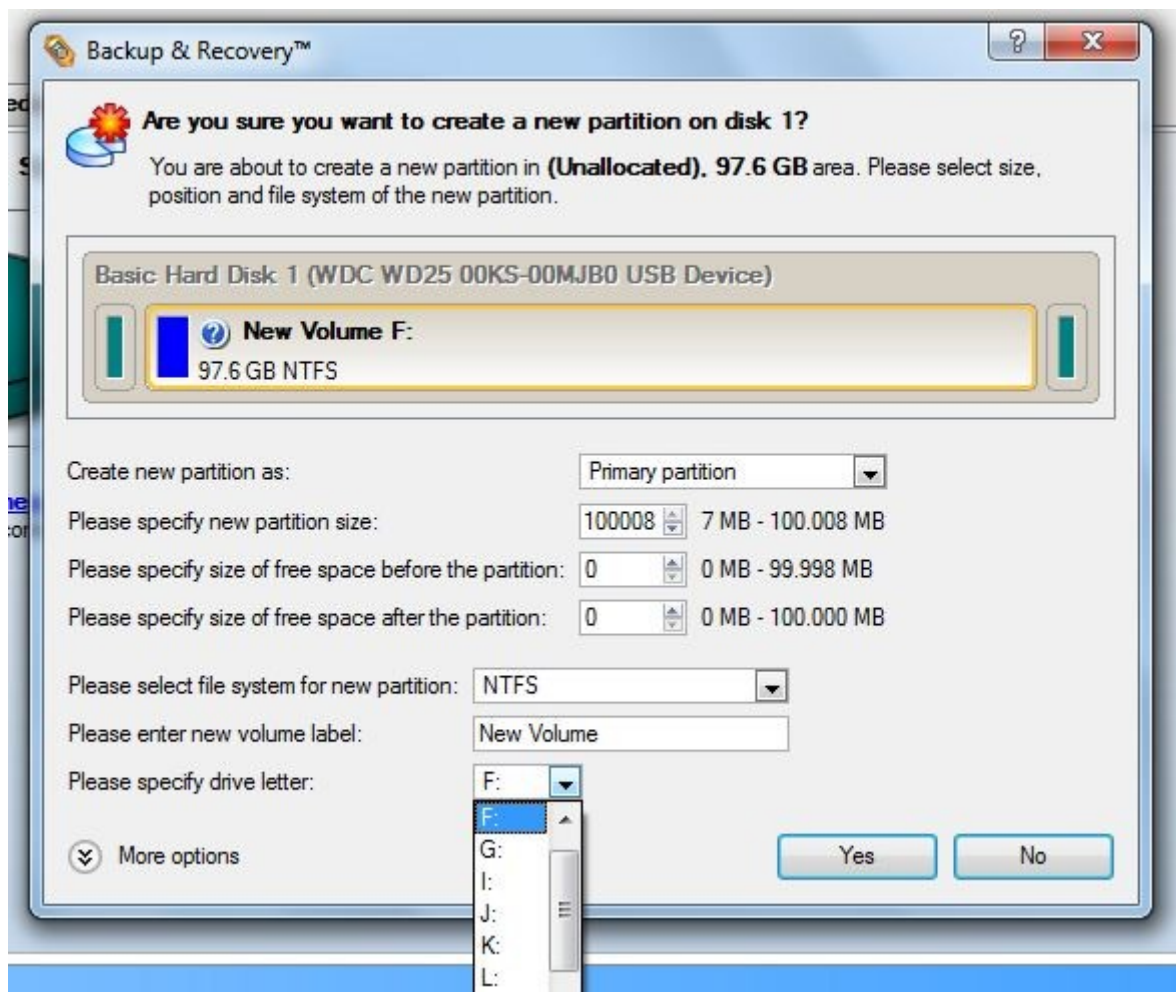 Backup & Recovery™
Are you sure you want to create a new partition on disk 1?
You are about to create a new partition in (Unallocated), 97.6 GB area. Please select size,
position and file system of the new partition.
Basic Hard Disk 1 (WDC WD25 00KS-00MJB0 USB Device)
New Volume F:
97.6 GB NTFS
Create new partition as: Primary partition
Please specify new partition size: 100008 7 MB - 100.008 MB
Please specify size of free space before the partition: 0 0 MB - 99.998 MB
Please specify size of free space after the partition: 0 0 MB - 100.000 MB
Please select file system for new partition: NTFS
Please enter new volume label: New Volume
Please specify drive letter: F:
F:
G:
I:
J:
K:
L:
More options
Yes No